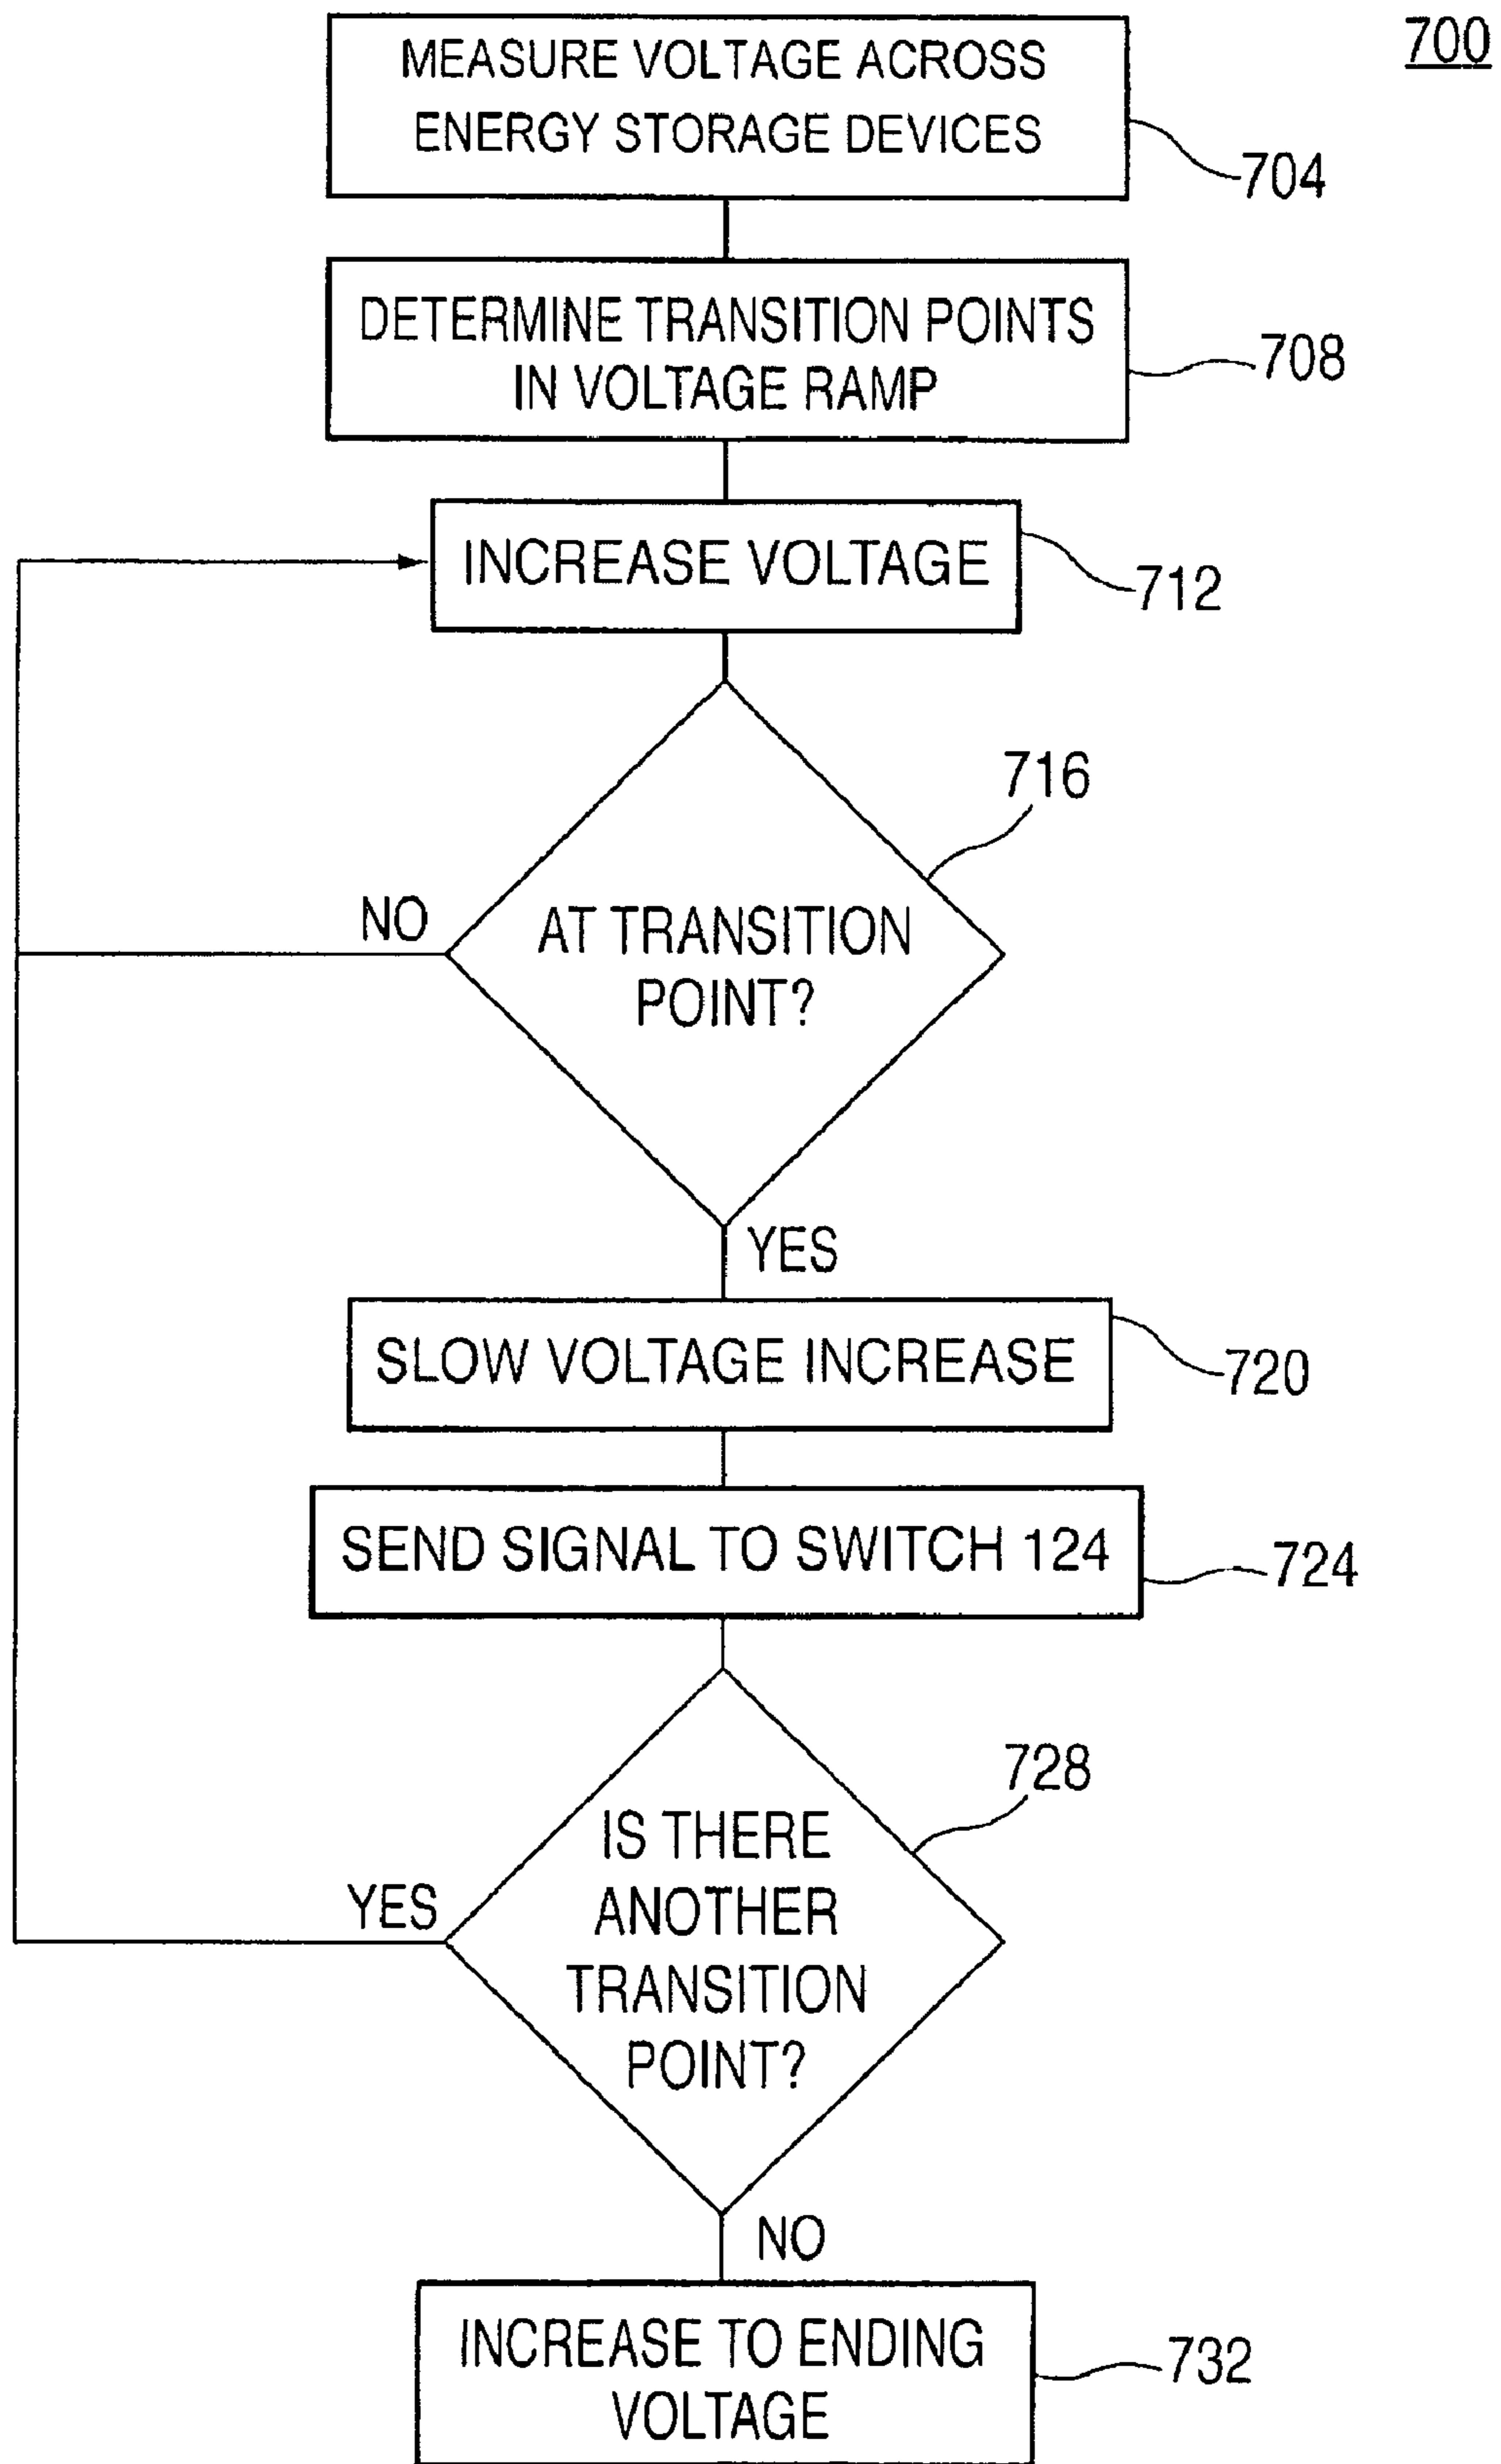 700
MEASURE VOLTAGE ACROSS
ENERGY STORAGE DEVICES
704
DETERMINE TRANSITION POINTS
IN VOLTAGE RAMP
708
INCREASE VOLTAGE
712
716
NO
AT TRANSITION
POINT?
YES
SLOW VOLTAGE INCREASE
720
SEND SIGNAL TO SWITCH 124
724
728
YES
IS THERE
ANOTHER
TRANSITION
POINT?
NO
INCREASE TO ENDING
VOLTAGE
732